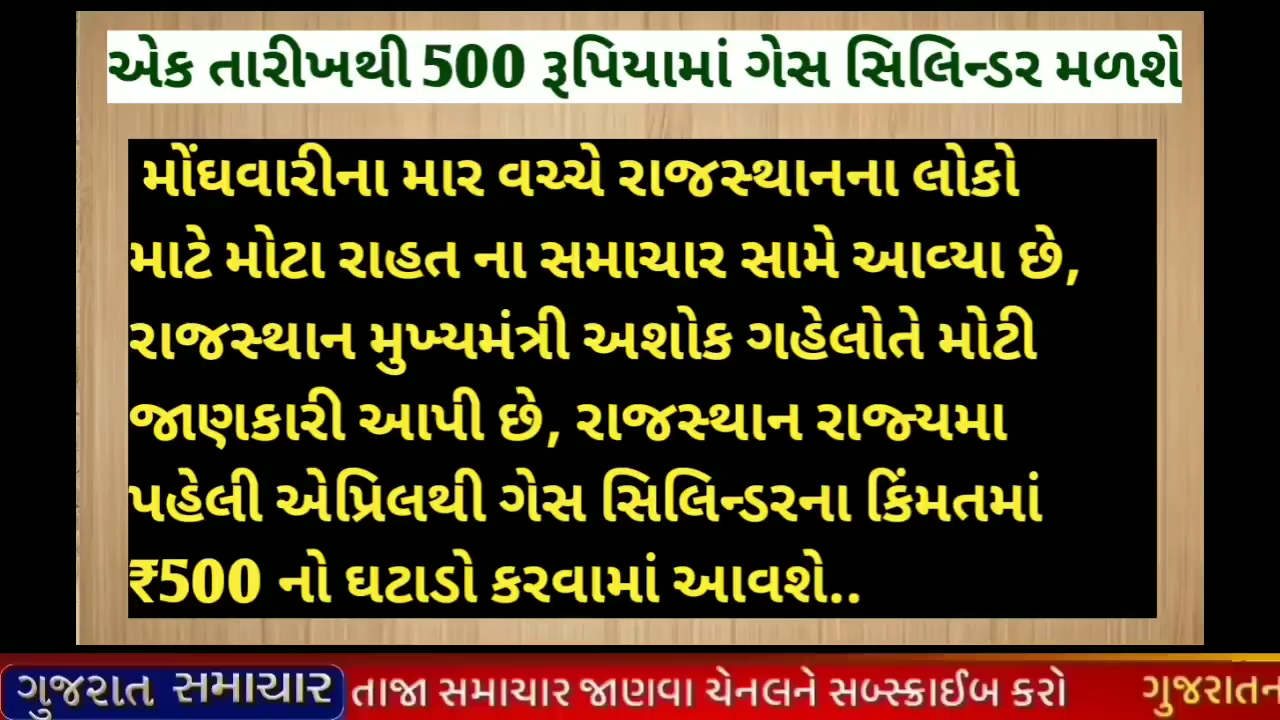 એક તારીખથી 500 રૂપિયામાં ગેસ સિલિન્ડર મળશે
મોંઘવારીના માર વચ્ચે રાજસ્થાનના લોકો
માટે મોટા રાહત ના સમાચાર સામે આવ્યા છે,
રાજસ્થાન મુખ્યમંત્રી અશોક ગહેલોતે મોટી
જાણકારી આપી છે, રાજસ્થાન રાજ્યમા
પહેલી એપ્રિલથી ગેસ સિલિન્ડરના કિંમતમાં
₹500 નો ઘટાડો કરવામાં આવશે..
ગુજરાત સમાચાર તાજા સમાચાર જાણવા ચેનલને સબ્સ્ક્રાઈબ કરો